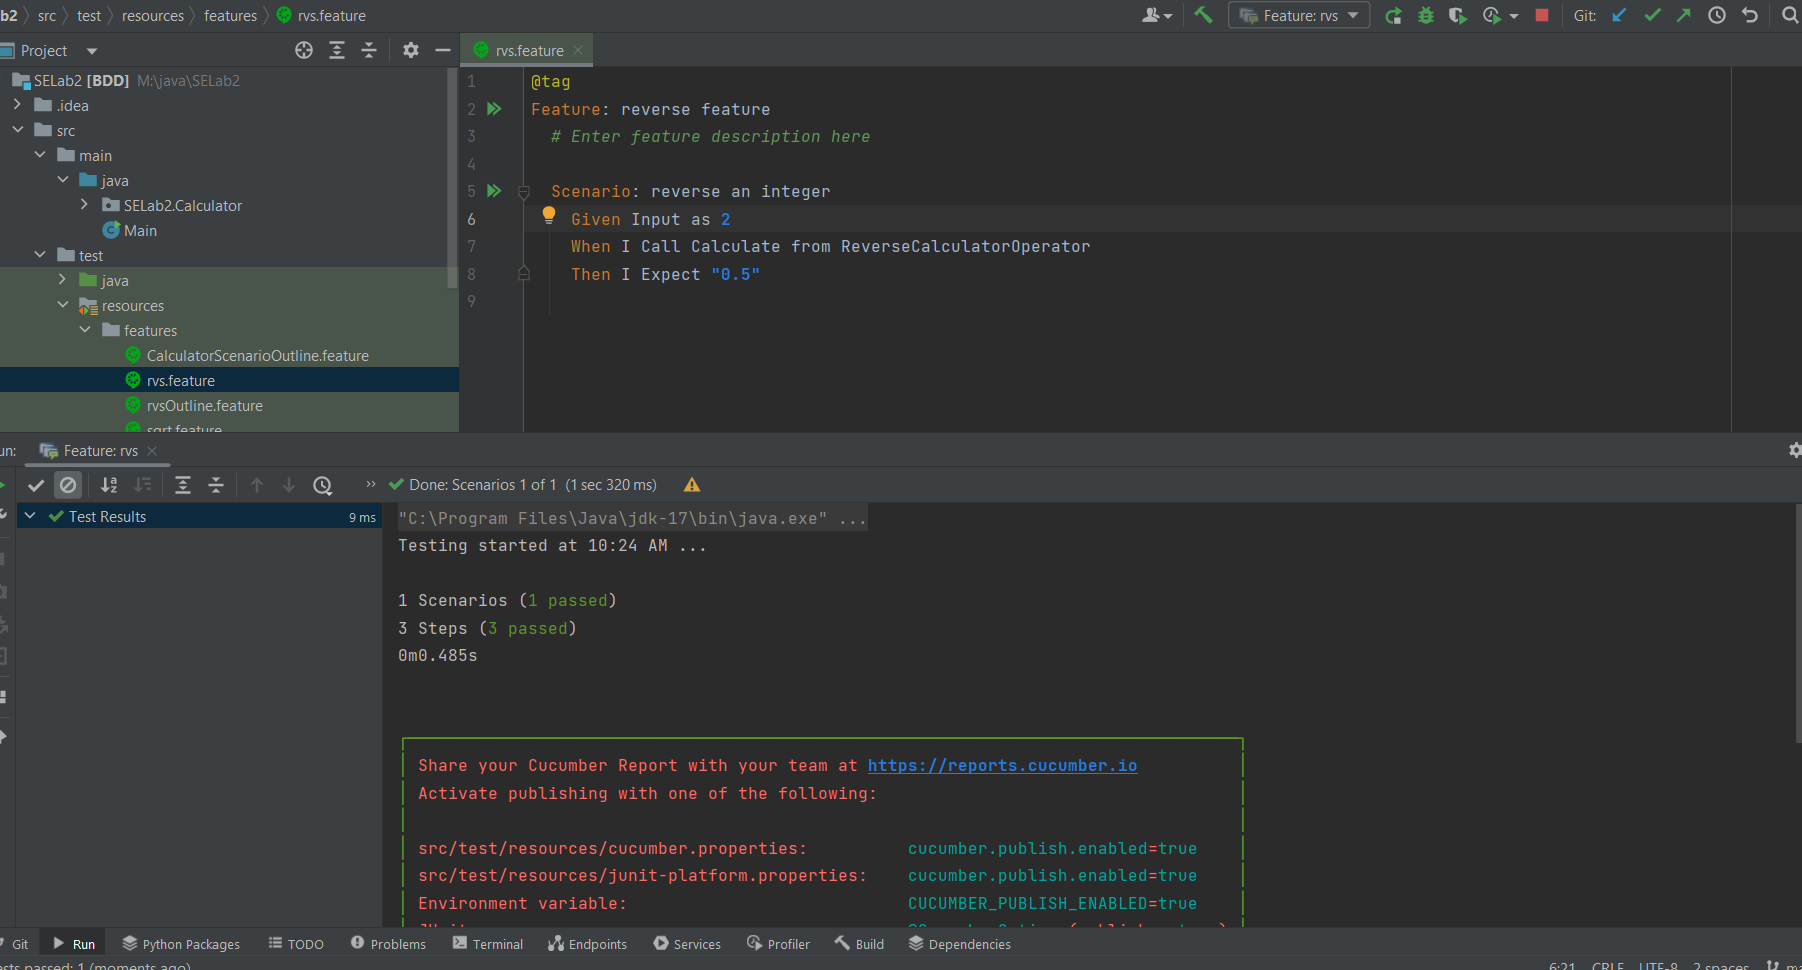 b2 src test resources features rvs.feature
Feature: rvs
Git:
Project
rvs.feature
SELab2 [BDD] M:\java\SELab2
.idea
src
main
java
SELab2.Calculator
Main
test
java
resources
features
CalculatorScenarioOutline.feature
rvs.feature
rvsOutline.feature
sqrt.feature
1 @tag
2 Feature: reverse feature
3 # Enter feature description here
4
5 Scenario: reverse an integer
6 Given Input as 2
7 When I Call Calculate from ReverseCalculatorOperator
8 Then I Expect "0.5"
9
un: Feature: rvs
» Done: Scenarios 1 of 1 (1 sec 320 ms)
Test Results 9 ms
"C:\Program Files\Java\jdk-17\bin\java.exe" ...
Testing started at 10:24 AM ...
1 Scenarios (1 passed)
3 Steps (3 passed)
0m0.485s
Share your Cucumber Report with your team at https://reports.cucumber.io
Activate publishing with one of the following:
src/test/resources/cucumber.properties: cucumber.publish.enabled=true
src/test/resources/junit-platform.properties: cucumber.publish.enabled=true
Environment variable: CUCUMBER_PUBLISH_ENABLED=true
Git Run Python Packages TODO Problems Terminal Endpoints Services Profiler Build Dependencies
ests passed: 1 (moments ago) 6:21 CRLF UTF-8 2 spaces